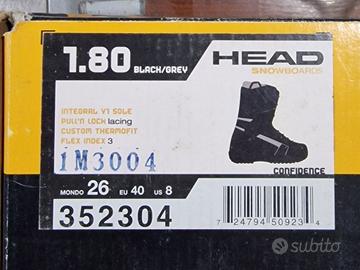 1.80 BLACK/GREY
HEAD
SNOWBOARDS
INTEGRAL V1 SOLE
PULL'N LOCK lacing
CUSTOM THERMOFIT
FLEX INDEX 3
1M3004
CONFIDENCE
MONDO 26 EU 40 US 8
352304
7 24794 50923 4
subito